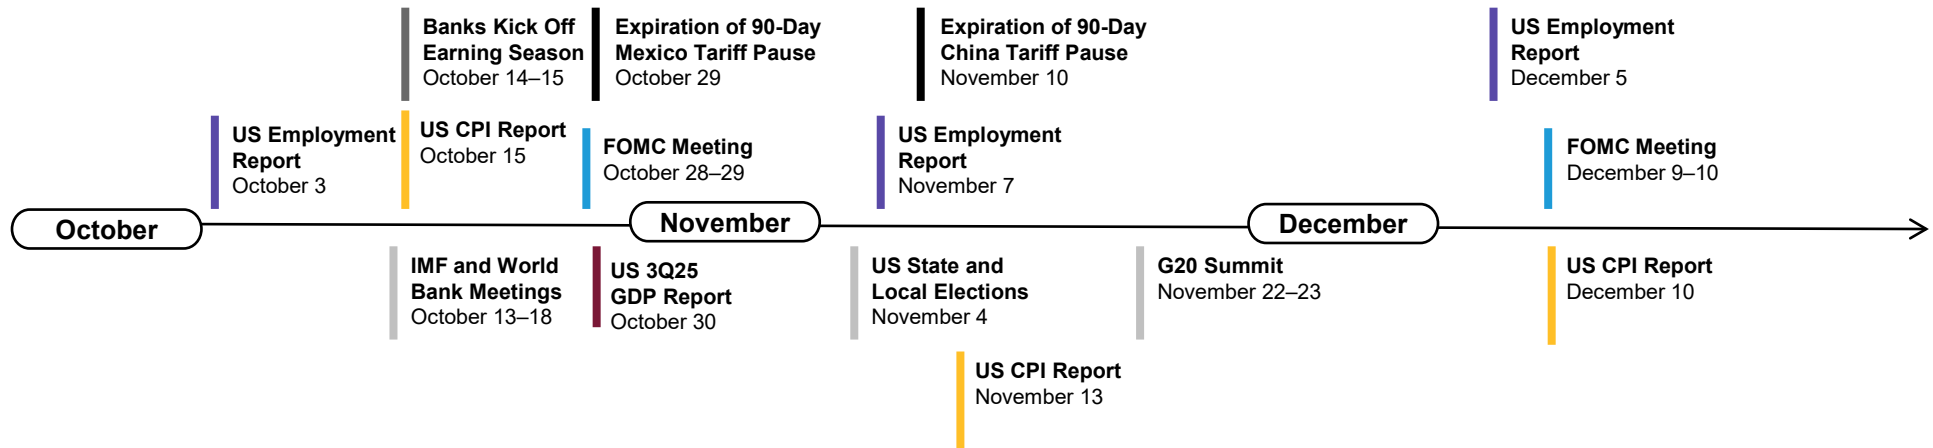 Banks Kick Off
Earning Season
October 14–15
Expiration of 90-Day
Mexico Tariff Pause
October 29
Expiration of 90-Day
China Tariff Pause
November 10
US Employment
Report
December 5
US Employment
Report
October 3
US CPI Report
October 15
FOMC Meeting
October 28–29
US Employment
Report
November 7
FOMC Meeting
December 9–10
October
November
December
IMF and World
Bank Meetings
October 13–18
US 3Q25
GDP Report
October 30
US State and
Local Elections
November 4
G20 Summit
November 22–23
US CPI Report
December 10
US CPI Report
November 13